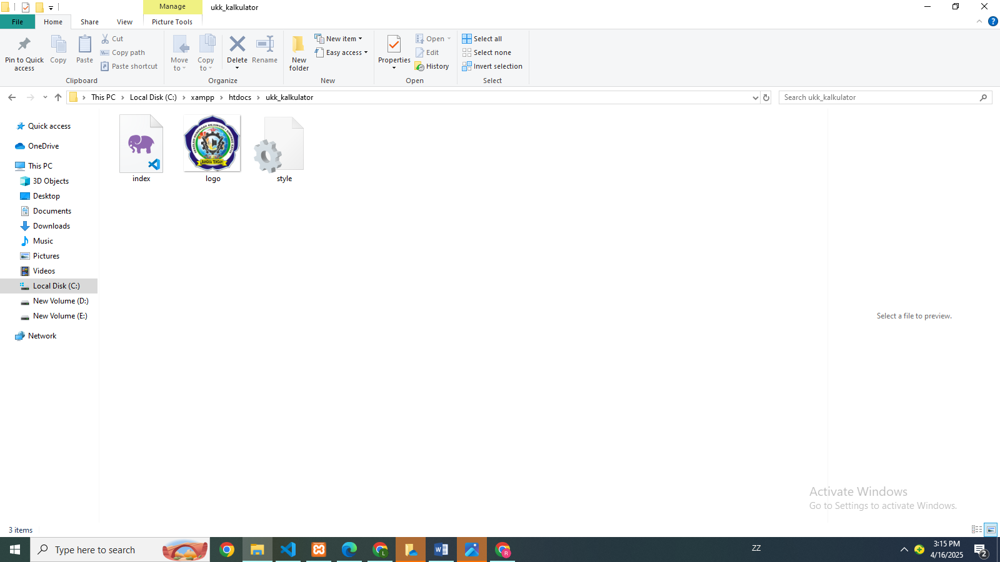 Manage
ukk_kalkulator
File
Home
Share
View
Picture Tools
Pin to Quick access
Copy
Paste
Cut
Copy path
Paste shortcut
Move to
Copy to
Delete
Rename
New folder
New item
Easy access
Properties
Open
Edit
History
Select all
Select none
Invert selection
Clipboard
Organize
New
Open
Select
This PC > Local Disk (C:) > xampp > htdocs > ukk_kalkulator
Search ukk_kalkulator
Quick access
OneDrive
This PC
3D Objects
Desktop
Documents
Downloads
Music
Pictures
Videos
Local Disk (C:)
New Volume (D:)
New Volume (E:)
Network
BANGKA TENGAH
index
logo
style
Select a file to preview.
Activate Windows
Go to Settings to activate Windows.
3 items
Type here to search
L
R
ZZ
3:15 PM
4/16/2025
2